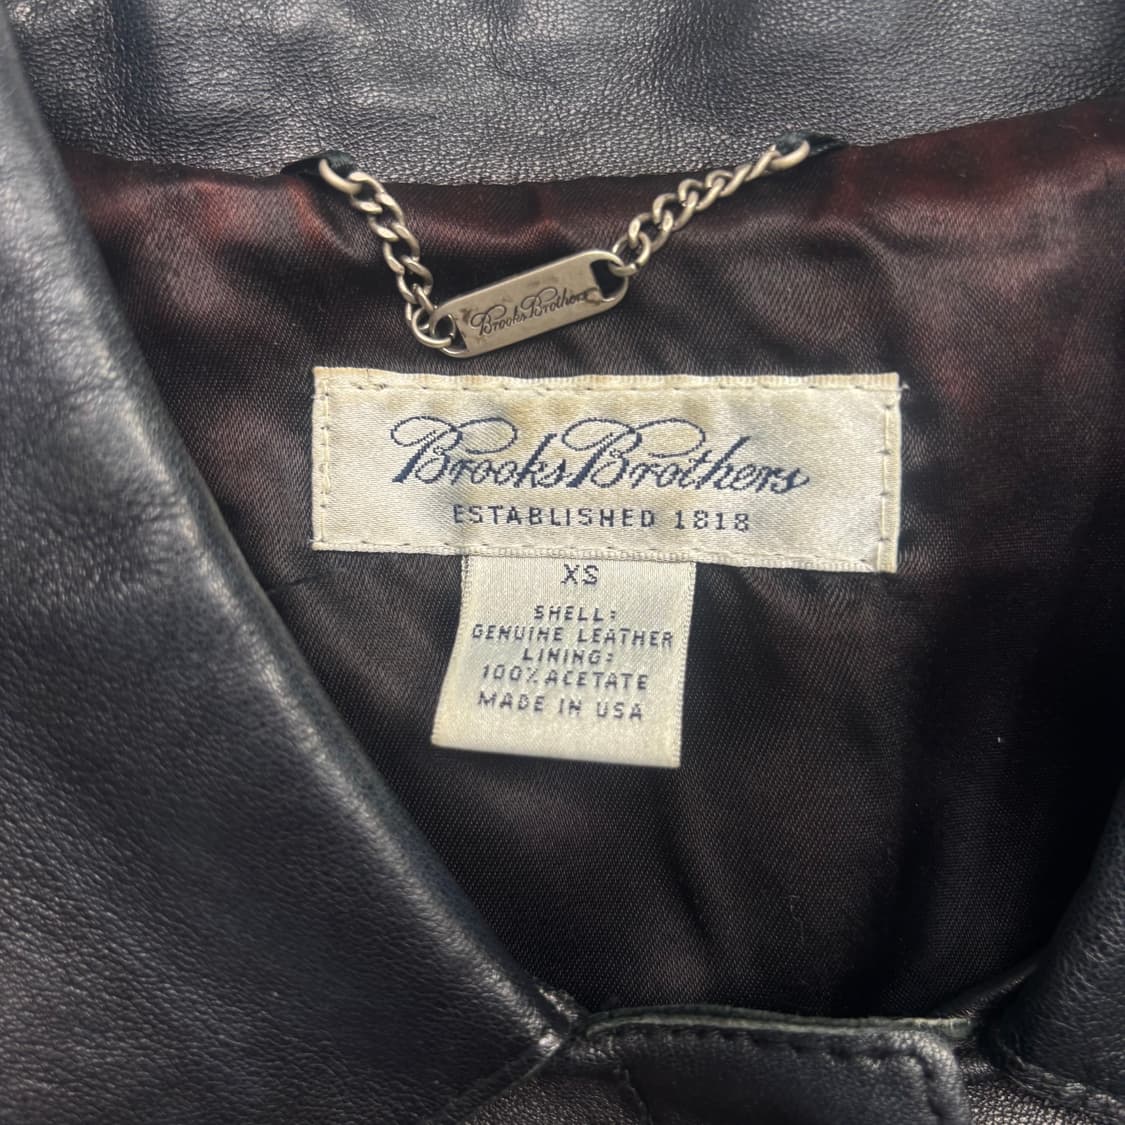 Brooks Brothers
Brooks Brothers
ESTABLISHED 1818
XS
SHELL:
GENUINE LEATHER
LINING:
100% ACETATE
MADE IN USA